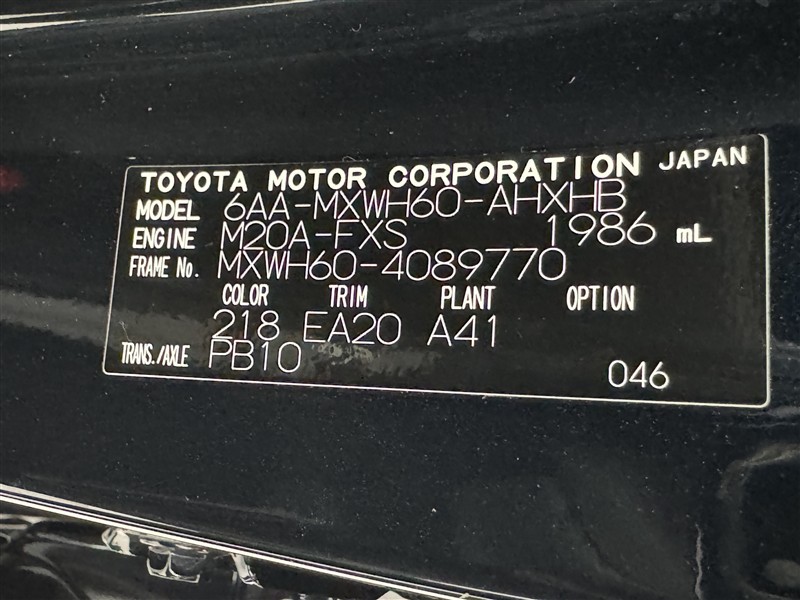 TOYOTA MOTOR CORPORATION JAPAN
MODEL 6AA-MXWH60-AHXHB
ENGINE M20A-FXS 1986 mL
FRAME No. MXWH60-4089770
COLOR TRIM PLANT OPTION
218 EA20 A41
TRANS./AXLE PB10
046